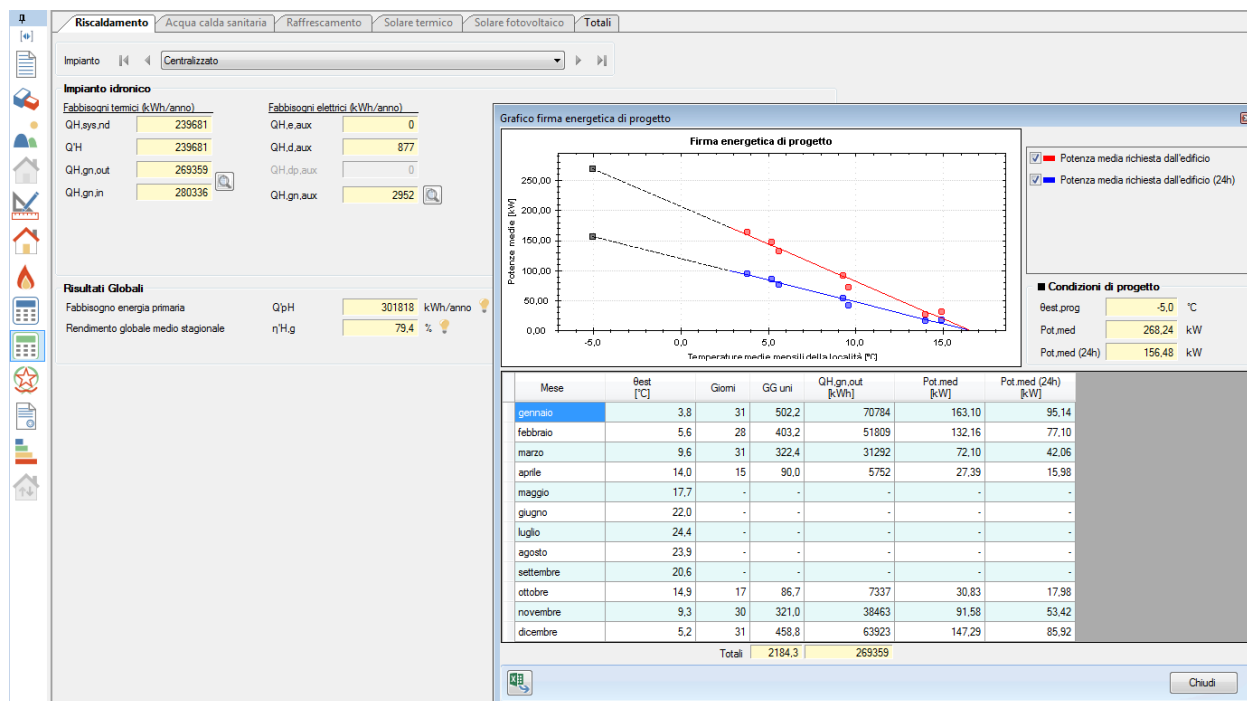 Riscaldamento Acqua calda sanitaria Raffrescamento Solare termico Solare fotovoltaico Totali
Impianto Centralizzato
Impianto idronico
Fabbisogni termici (kWh/anno) Fabbisogni elettrici (kWh/anno)
QH,sys,nd 239681 QH,e,aux 0
Q'H 239681 QH,d,aux 877
QH,gn,out 269359 QH,dp,aux 0
QH,gn,in 280336 QH,gn,aux 2952
Risultati Globali
Fabbisogno energia primaria Q'pH 301818 kWh/anno
Rendimento globale medio stagionale η'H,g 79,4 %
Grafico firma energetica di progetto
Firma energetica di progetto
Potenze medie [kW]
250,00
200,00
150,00
100,00
50,00
0,00
-5,0 0,0 5,0 10,0 15,0
Temperature medie mensili della località [°C]
Potenza media richiesta dall'edificio
Potenza media richiesta dall'edificio (24h)
Condizioni di progetto
θest,prog -5,0 °C
Pot.med 268,24 kW
Pot.med (24h) 156,48 kW
Mese θest [°C] Giorni GG uni QH,gn,out [kWh] Pot.med [kW] Pot.med (24h) [kW]
gennaio 3,8 31 502,2 70784 163,10 95,14
febbraio 5,6 28 403,2 51809 132,16 77,10
marzo 9,6 31 322,4 31292 72,10 42,06
aprile 14,0 15 90,0 5752 27,39 15,98
maggio 17,7 - - - - -
giugno 22,0 - - - - -
luglio 24,4 - - - - -
agosto 23,9 - - - - -
settembre 20,6 - - - - -
ottobre 14,9 17 86,7 7337 30,83 17,98
novembre 9,3 30 321,0 38463 91,58 53,42
dicembre 5,2 31 458,8 63923 147,29 85,92
Totali 2184,3 269359
Chiudi